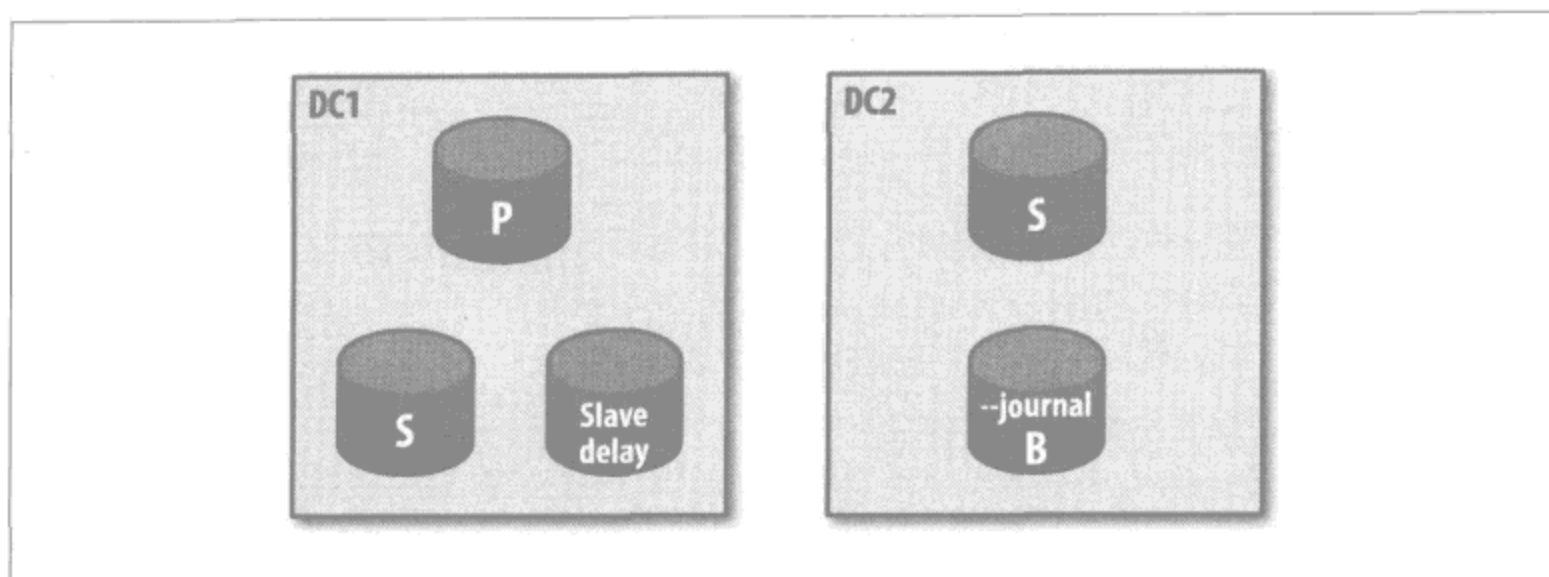 DC1
P
S
Slave
delay
DC2
S
--journal
B